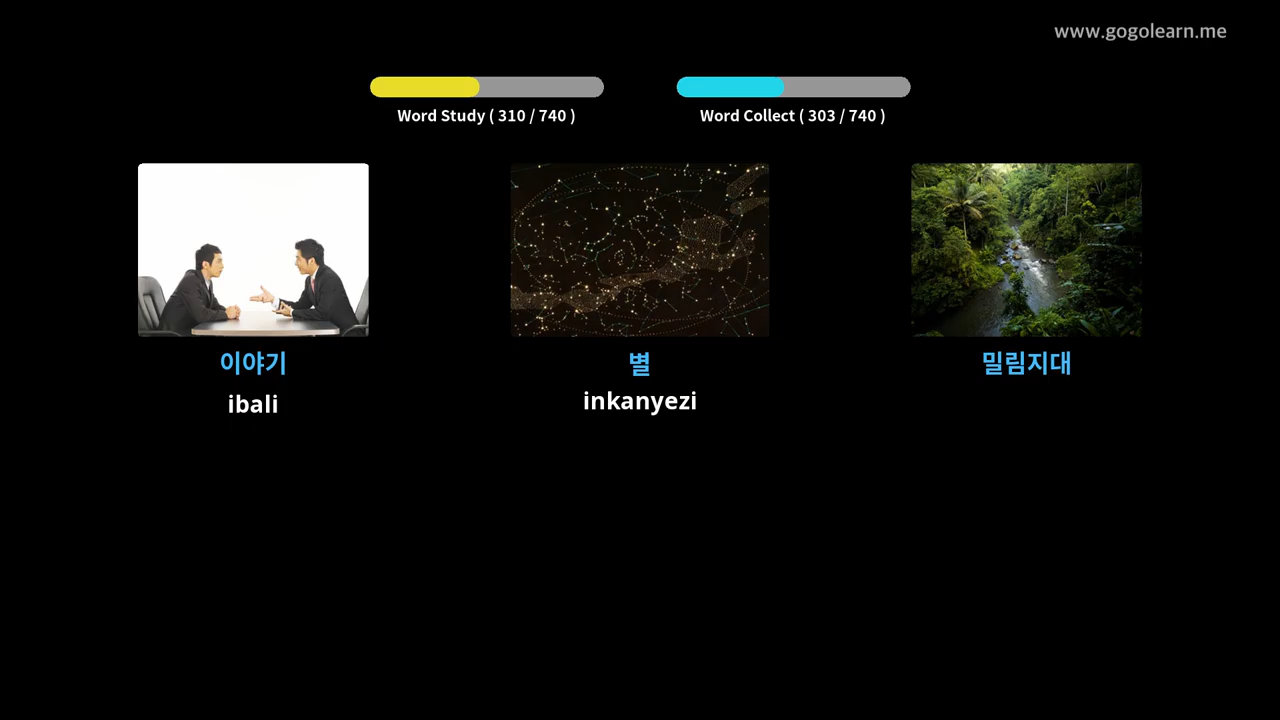 www.gogolearn.me
Word Study ( 310 / 740 )
Word Collect ( 303 / 740 )
이야기
별
밀림지대
ibali
inkanyezi